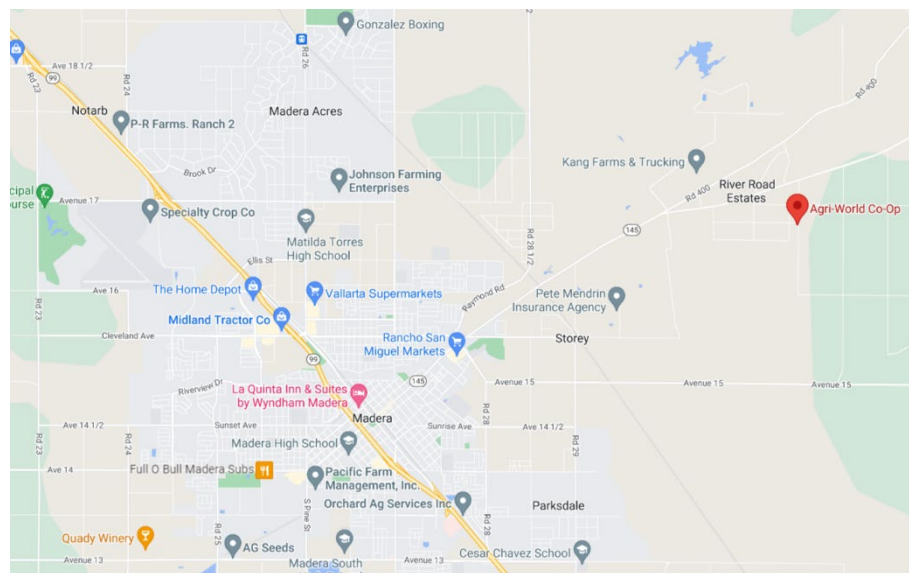 Gonzalez Boxing
Rd 26
Ave 18 1/2
99
Rd 23
Rd 24
Notarb
Madera Acres
P-R Farms. Ranch 2
Rd 400
Brook Dr
Kang Farms & Trucking
Johnson Farming
Enterprises
cipal
ourse
Avenue 17
Rd 400
River Road
Estates
Specialty Crop Co
Agri-World Co-Op
Matilda Torres
High School
145
Rd 28 1/2
Ellis St
Ave 16
The Home Depot
Vallarta Supermarkets
Raymond Rd
Pete Mendrin
Insurance Agency
Rd 23
Midland Tractor Co
Cleveland Ave
Rancho San
Miguel Markets
Storey
99
145
Riverview Dr
La Quinta Inn & Suites
by Wyndham Madera
Avenue 15
Avenue 15
Madera
Rd 28
Ave 14 1/2
Sunset Ave
Sunrise Ave
Ave 14 1/2
Rd 23
Rd 24
Madera High School
Rd 29
Ave 14
Full O Bull Madera Subs
Pacific Farm
Management, Inc.
Orchard Ag Services Inc
Parksdale
S Pine St
Rd 25
Rd 28
Quady Winery
AG Seeds
Cesar Chavez School
Avenue 13
Madera South
Avenue 13